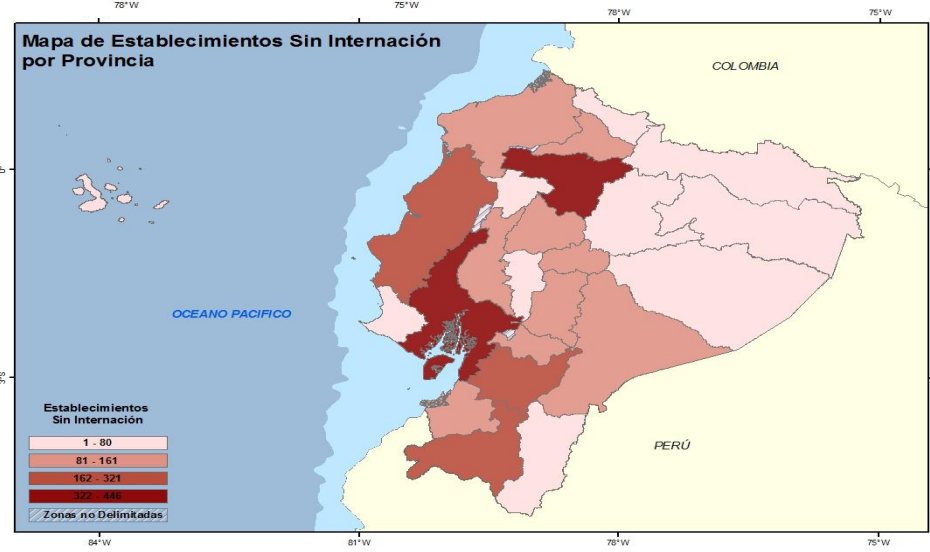 78°W 75°W 78°W 75°W
Mapa de Establecimientos Sin Internación
por Provincia
COLOMBIA
OCEANO PACIFICO
PERÚ
Establecimientos
Sin Internación
1 - 80
81 - 161
162 - 321
322 - 446
Zonas no Delimitadas
84°W 81°W 78°W 75°W